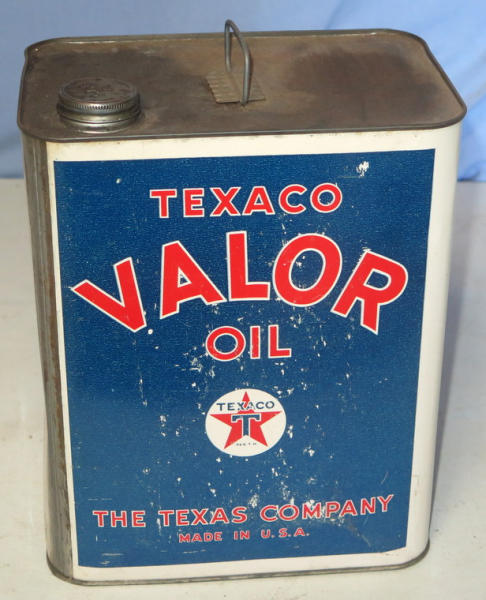 TEXACO
VALOR
OIL
TEXACO
T
THE TEXAS COMPANY
MADE IN U.S.A.